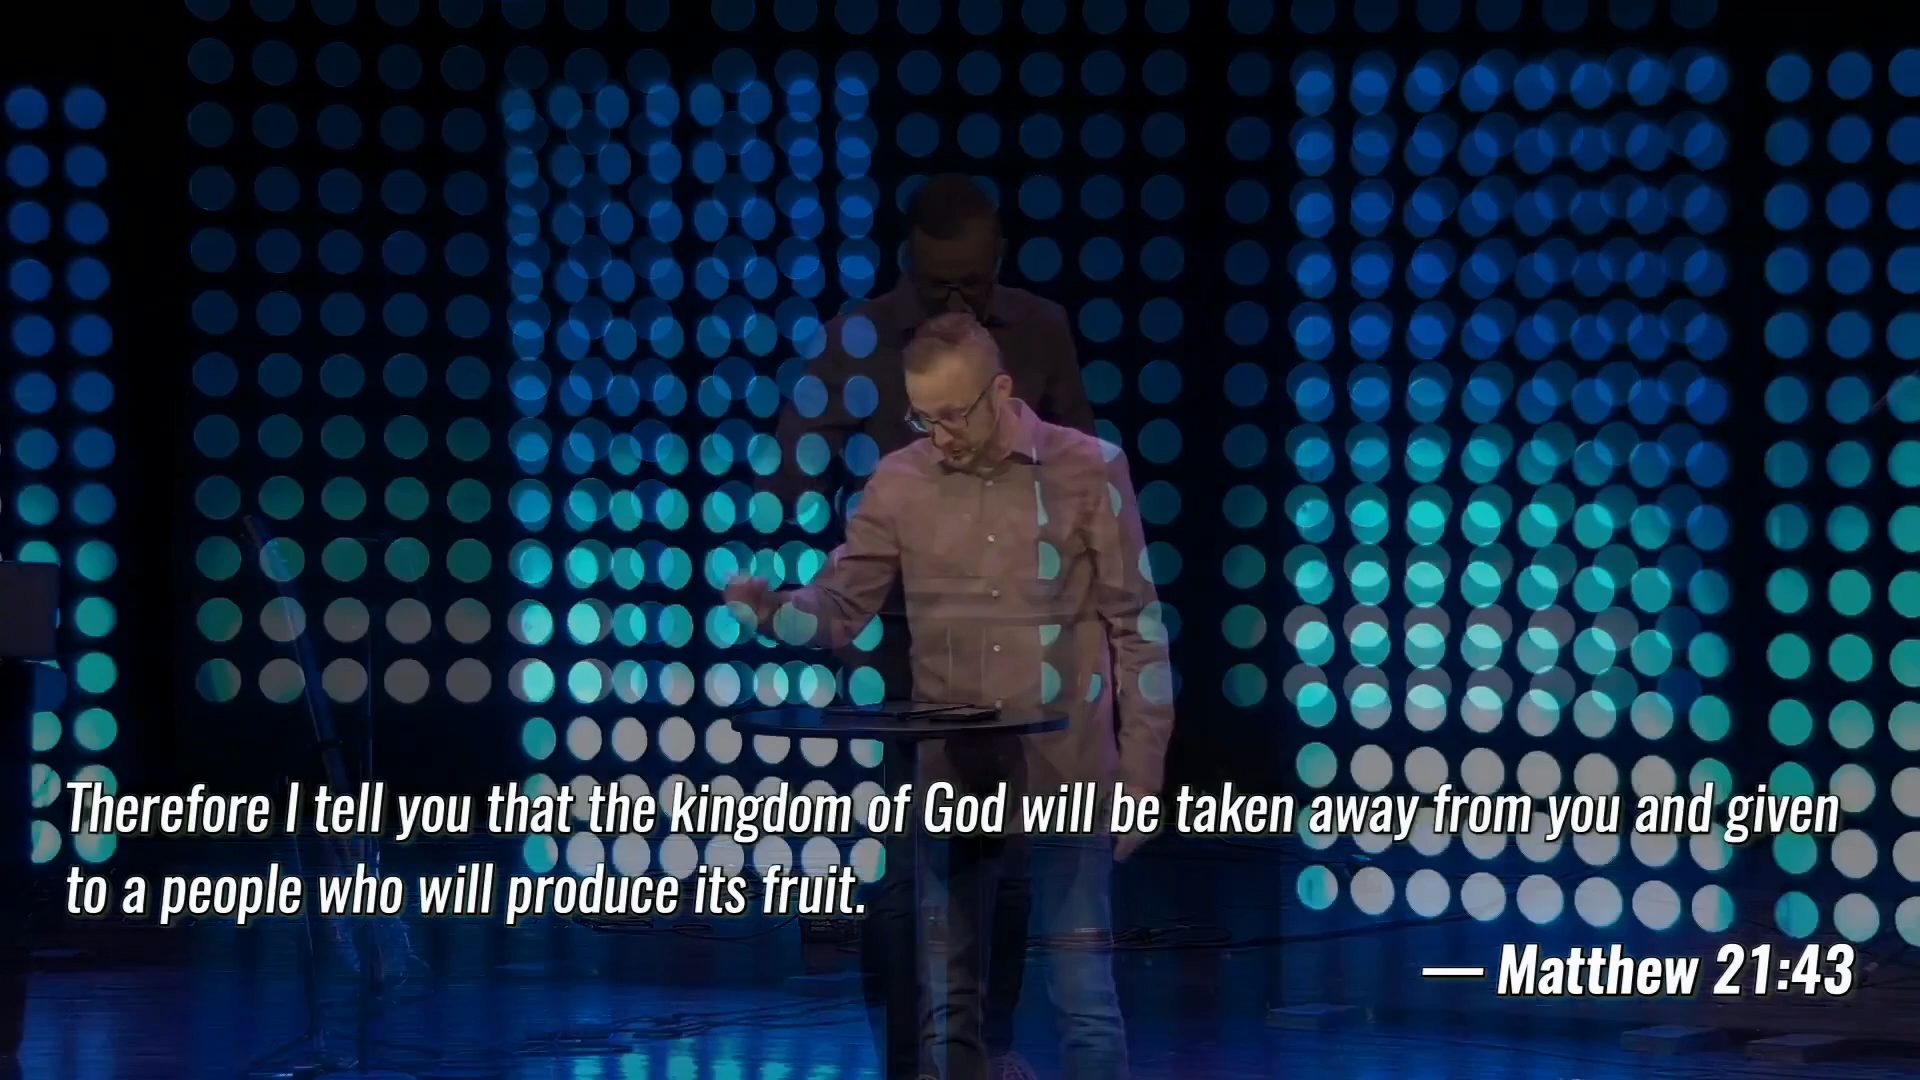 Therefore I tell you that the kingdom of God will be taken away from you and given
to a people who will produce its fruit.
— Matthew 21:43